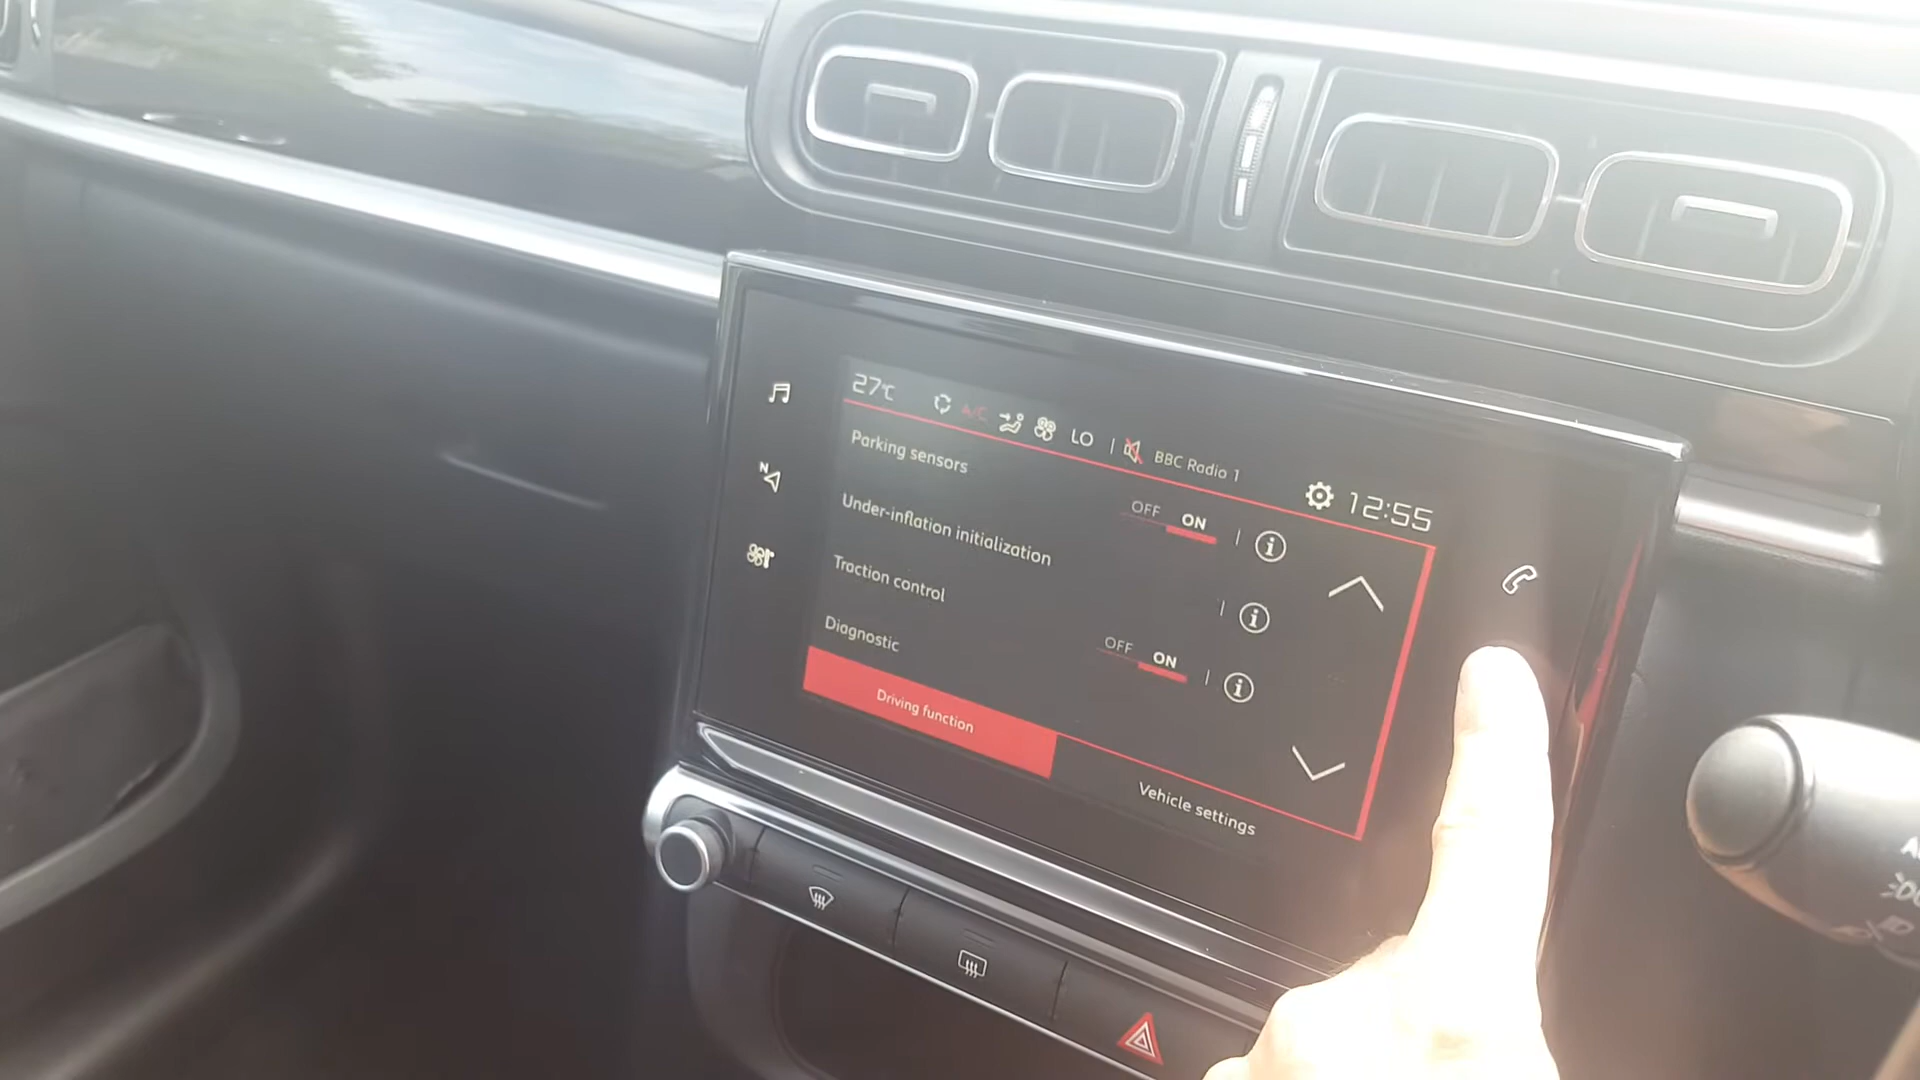 27°C A/C LO | BBC Radio 1 12:55
Parking sensors OFF ON
Under-inflation initialization
Traction control OFF ON
Diagnostic
Driving function Vehicle settings
N